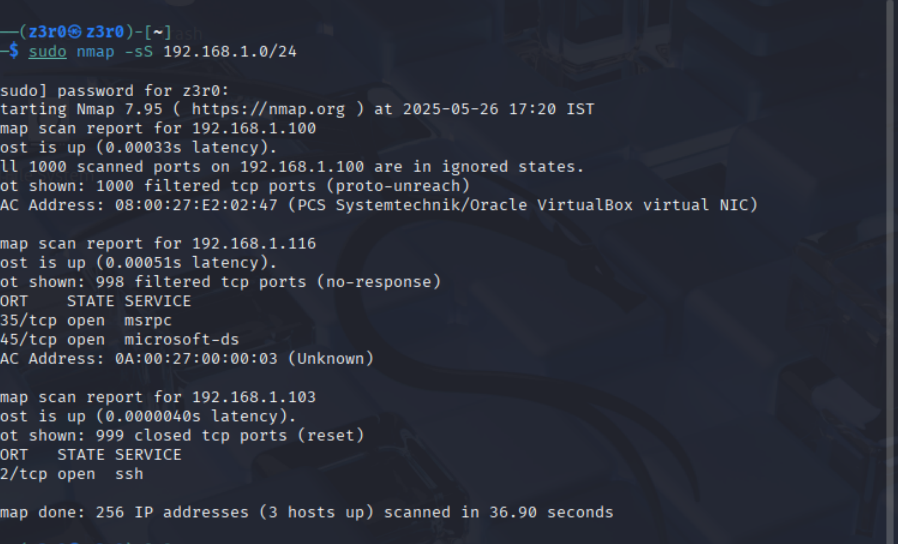 —(z3r0㉿z3r0)-[~]
$ sudo nmap -sS 192.168.1.0/24
sudo] password for z3r0:
tarting Nmap 7.95 ( https://nmap.org ) at 2025-05-26 17:20 IST
map scan report for 192.168.1.100
ost is up (0.00033s latency).
ll 1000 scanned ports on 192.168.1.100 are in ignored states.
ot shown: 1000 filtered tcp ports (proto-unreach)
AC Address: 08:00:27:E2:02:47 (PCS Systemtechnik/Oracle VirtualBox virtual NIC)
map scan report for 192.168.1.116
ost is up (0.00051s latency).
ot shown: 998 filtered tcp ports (no-response)
ORT    STATE SERVICE
35/tcp open  msrpc
45/tcp open  microsoft-ds
AC Address: 0A:00:27:00:00:03 (Unknown)
map scan report for 192.168.1.103
ost is up (0.0000040s latency).
ot shown: 999 closed tcp ports (reset)
ORT   STATE SERVICE
2/tcp open  ssh
map done: 256 IP addresses (3 hosts up) scanned in 36.90 seconds